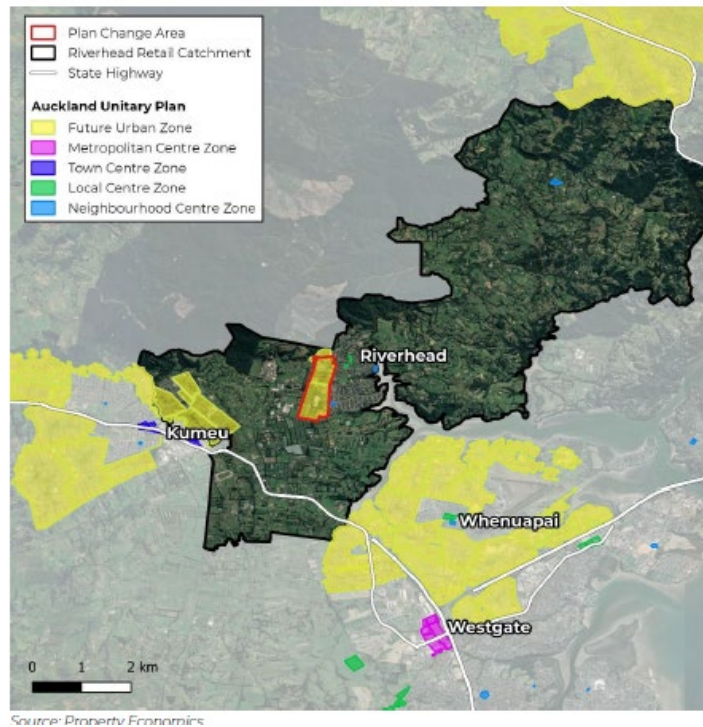 Plan Change Area
Riverhead Retail Catchment
State Highway
Auckland Unitary Plan
Future Urban Zone
Metropolitan Centre Zone
Town Centre Zone
Local Centre Zone
Neighbourhood Centre Zone
Riverhead
Kumeu
Whenuapai
Westgate
0 1 2 km
Source: Property Economics